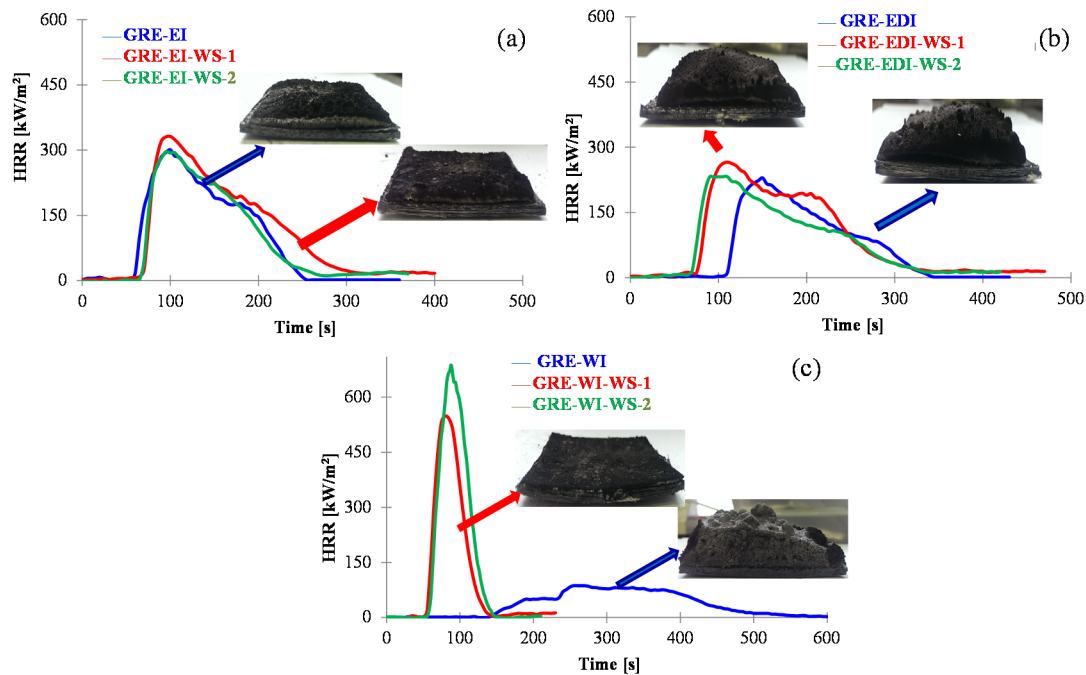 (a)
GRE-EI
GRE-EI-WS-1
GRE-EI-WS-2
HRR [kW/m²]
600
450
300
150
0
0 100 200 300 400 500
Time [s]
(b)
GRE-EDI
GRE-EDI-WS-1
GRE-EDI-WS-2
HRR [kW/m²]
600
450
300
150
0
0 100 200 300 400 500
Time [s]
(c)
GRE-WI
GRE-WI-WS-1
GRE-WI-WS-2
HRR [kW/m²]
600
450
300
150
0
0 100 200 300 400 500 600
Time [s]